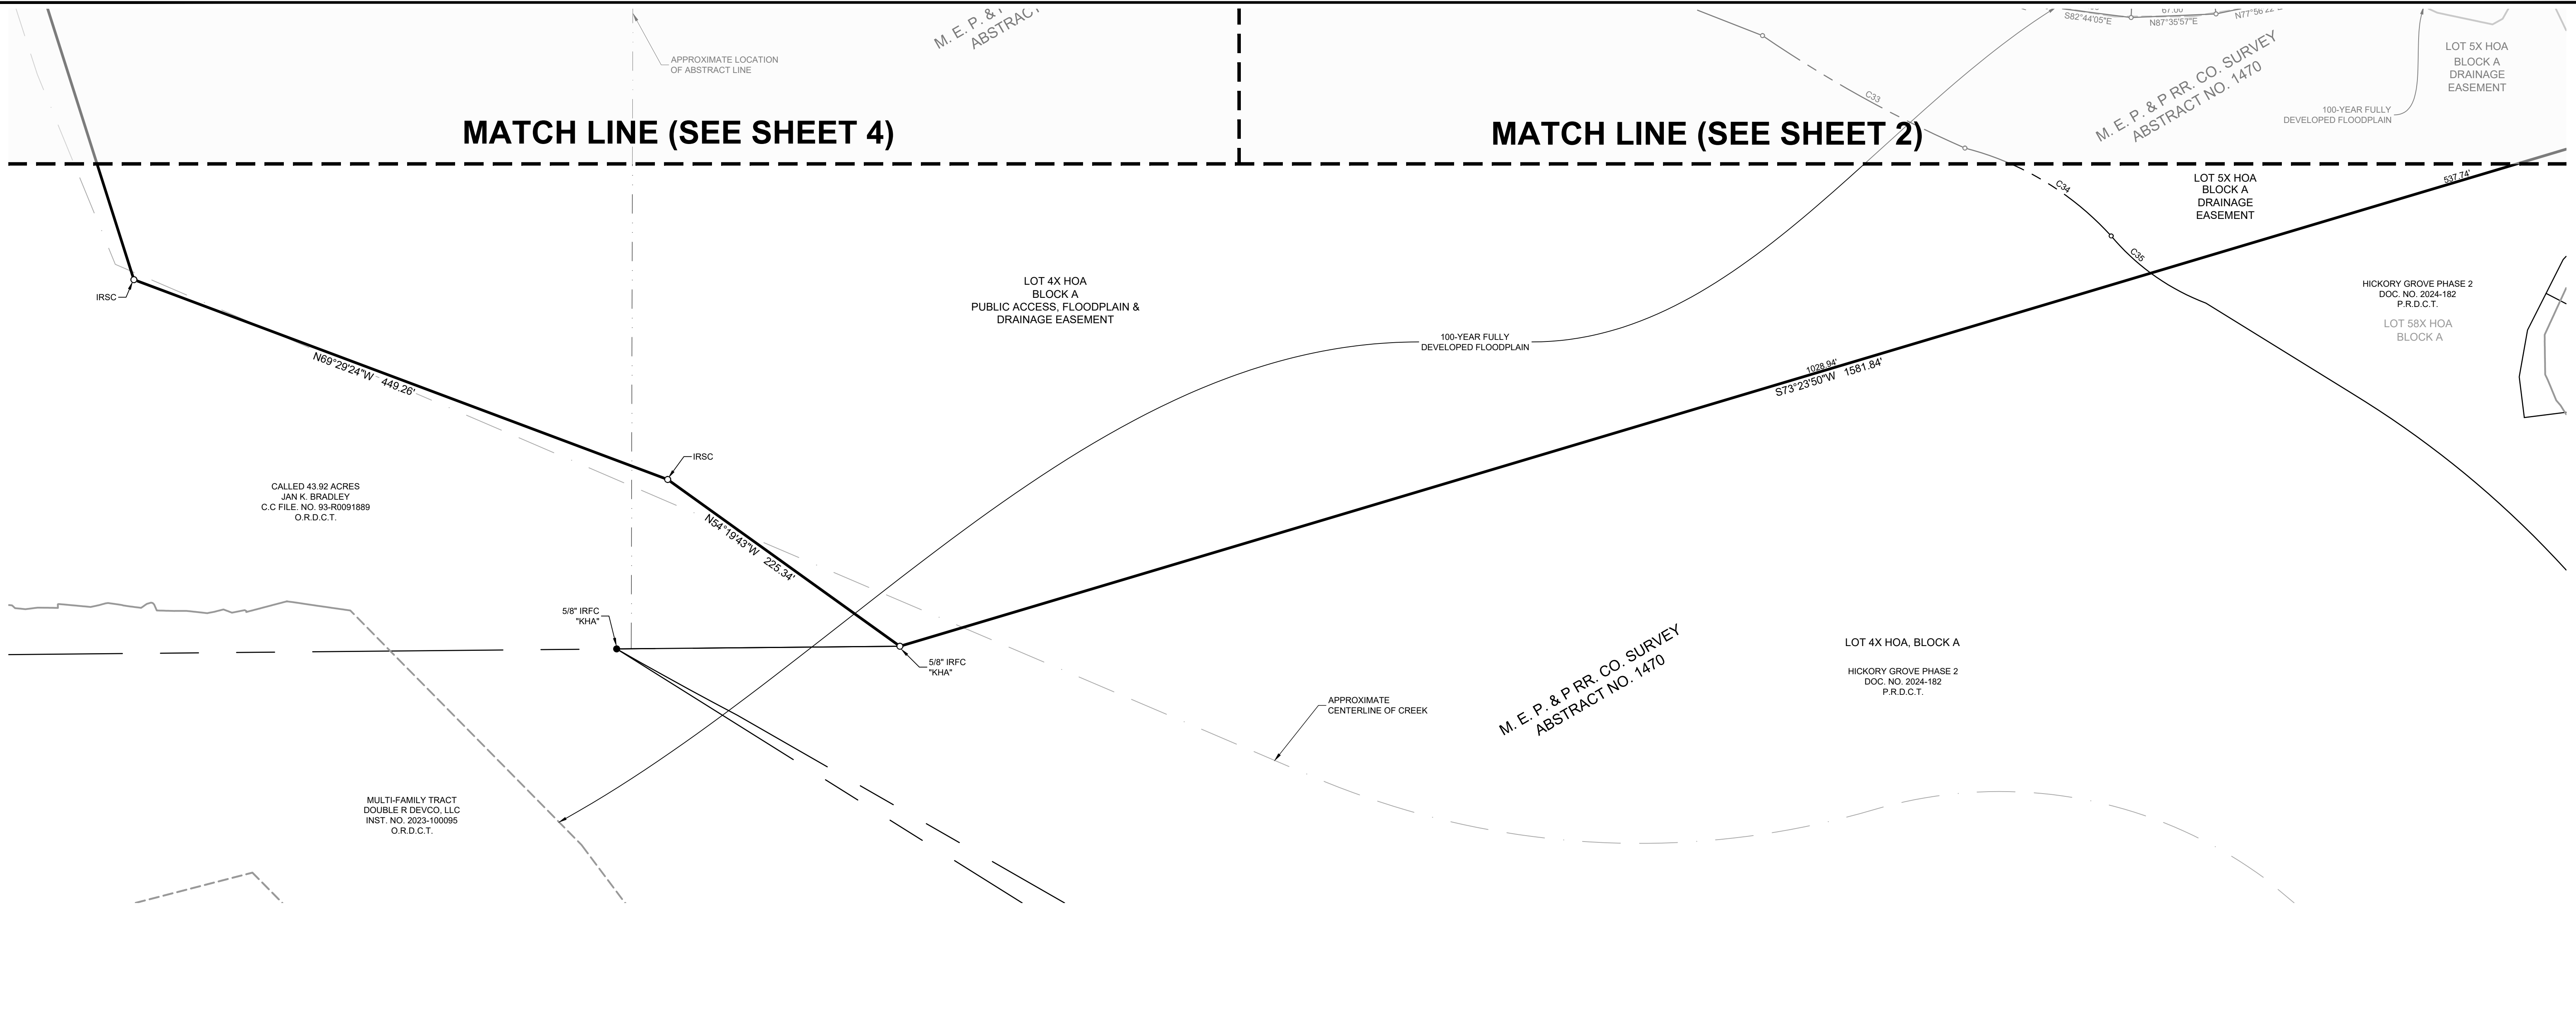 M. E. P. & P
ABSTRACT
APPROXIMATE LOCATION
OF ABSTRACT LINE
MATCH LINE (SEE SHEET 4)
MATCH LINE (SEE SHEET 2)
C33
S82°44'05"E
67.00
N87°35'57"E
M. E. P. & P RR. CO. SURVEY
ABSTRACT NO. 1470
LOT 5X HOA
BLOCK A
DRAINAGE
EASEMENT
100-YEAR FULLY
DEVELOPED FLOODPLAIN
C34
LOT 5X HOA
BLOCK A
DRAINAGE
EASEMENT
537.74'
C35
IRSC
LOT 4X HOA
BLOCK A
PUBLIC ACCESS, FLOODPLAIN &
DRAINAGE EASEMENT
HICKORY GROVE PHASE 2
DOC. NO. 2024-182
P.R.D.C.T.
LOT 58X HOA
BLOCK A
100-YEAR FULLY
DEVELOPED FLOODPLAIN
N69°29'24"W 449.26'
1028.94'
S73°23'50"W 1581.84'
IRSC
CALLED 43.92 ACRES
JAN K. BRADLEY
C.C FILE. NO. 93-R0091889
O.R.D.C.T.
N54°19'43"W 225.34'
5/8" IRFC
"KHA"
5/8" IRFC
"KHA"
M. E. P. & P RR. CO. SURVEY
ABSTRACT NO. 1470
LOT 4X HOA, BLOCK A
HICKORY GROVE PHASE 2
DOC. NO. 2024-182
P.R.D.C.T.
APPROXIMATE
CENTERLINE OF CREEK
MULTI-FAMILY TRACT
DOUBLE R DEVCO, LLC
INST. NO. 2023-100095
O.R.D.C.T.